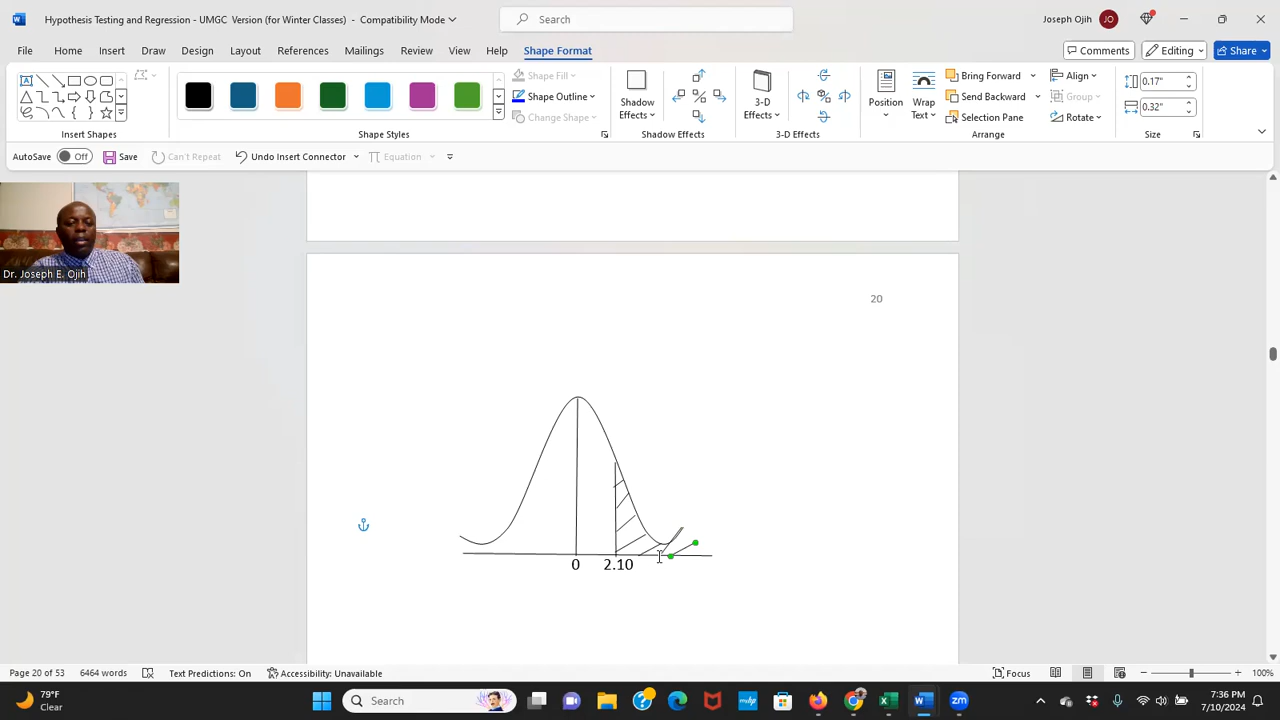 Hypothesis Testing and Regression - UMGC Version (for Winter Classes) - Compatibility Mode
Search
Joseph Ojih
JO
File Home Insert Draw Design Layout References Mailings Review View Help Shape Format
Comments Editing Share
Shape Fill
Shape Outline
Change Shape
Shadow Effects
3-D Effects
Position
Wrap Text
Bring Forward
Send Backward
Selection Pane
Align
Group
Rotate
0.17"
0.32"
Insert Shapes Shape Styles Shadow Effects 3-D Effects Arrange Size
AutoSave Off Save Can't Repeat Undo Insert Connector Equation
Dr. Joseph E. Ojih
20
0 2.10
Page 20 of 53 6464 words Text Predictions: On Accessibility: Unavailable Focus 100%
79°F
Clear
Search
mdhp
zm
7:36 PM
7/10/2024